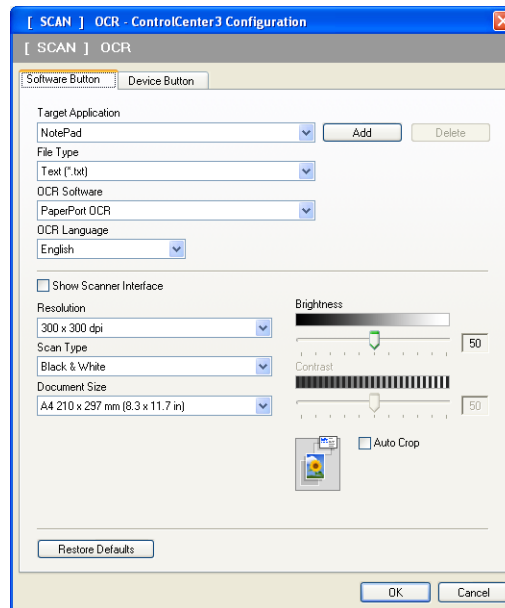 [ SCAN ] OCR - ControlCenter3 Configuration
[ SCAN ] OCR
Software Button Device Button
Target Application
NotePad Add Delete
File Type
Text (*.txt)
OCR Software
PaperPort OCR
OCR Language
English
Show Scanner Interface
Resolution Brightness
300 x 300 dpi 50
Scan Type
Black & White Contrast
Document Size
A4 210 x 297 mm (8.3 x 11.7 in) 50
Auto Crop
Restore Defaults
OK Cancel